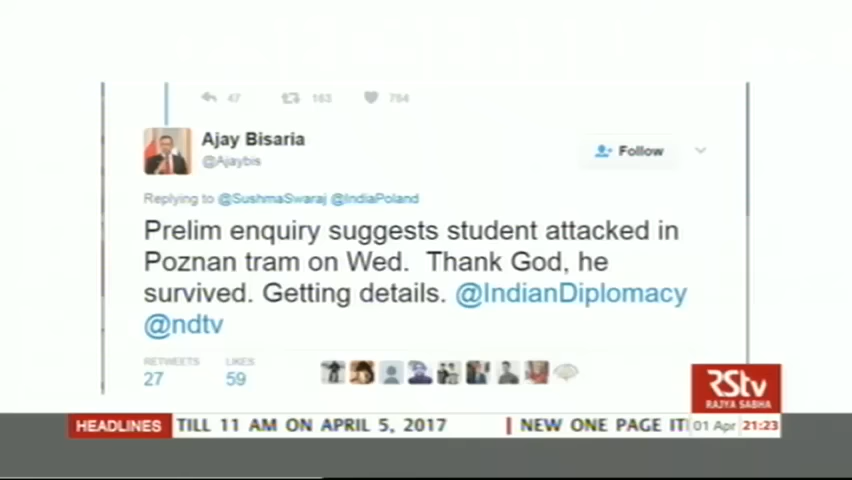 47 163 764
Ajay Bisaria
@Ajaybis
Follow
Replying to @SushmaSwaraj @IndiaPoland
Prelim enquiry suggests student attacked in
Poznan tram on Wed. Thank God, he
survived. Getting details. @IndianDiplomacy
@ndtv
RETWEETS LIKES
27 59
RStv
RAJYA SABHA
HEADLINES TILL 11 AM ON APRIL 5, 2017 | NEW ONE PAGE IT 01 Apr 21:23